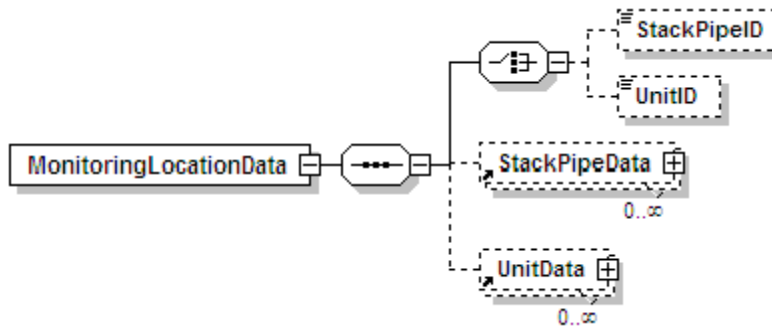 StackPipeID
UnitID
MonitoringLocationData
StackPipeData
0..∞
UnitData
0..∞